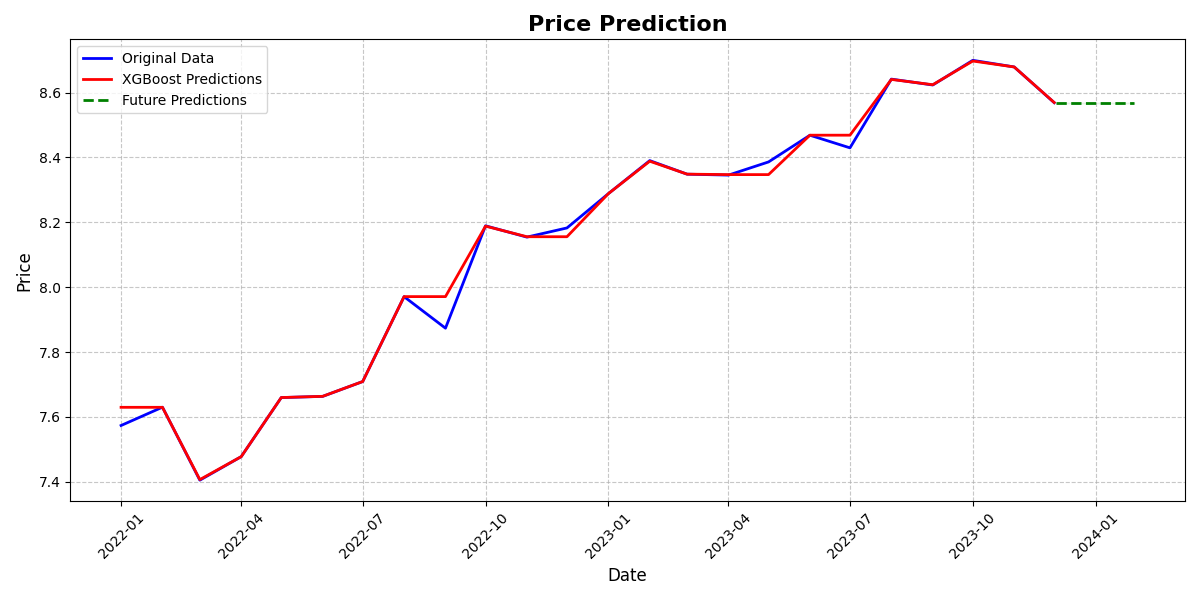 Price Prediction
Original Data
XGBoost Predictions
Future Predictions
Price
8.6
8.4
8.2
8.0
7.8
7.6
7.4
2022-01
2022-04
2022-07
2022-10
2023-01
2023-04
2023-07
2023-10
2024-01
Date